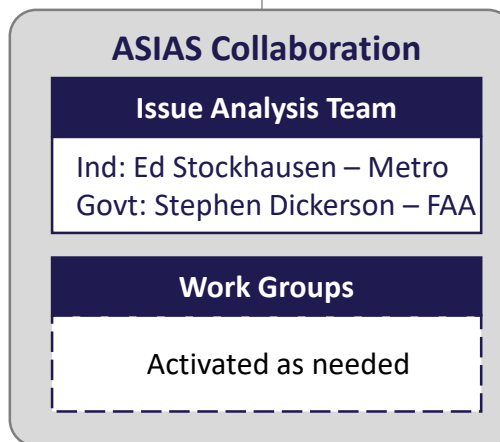 ASIAS Collaboration
Issue Analysis Team
Ind: Ed Stockhausen – Metro
Govt: Stephen Dickerson – FAA
Work Groups
Activated as needed